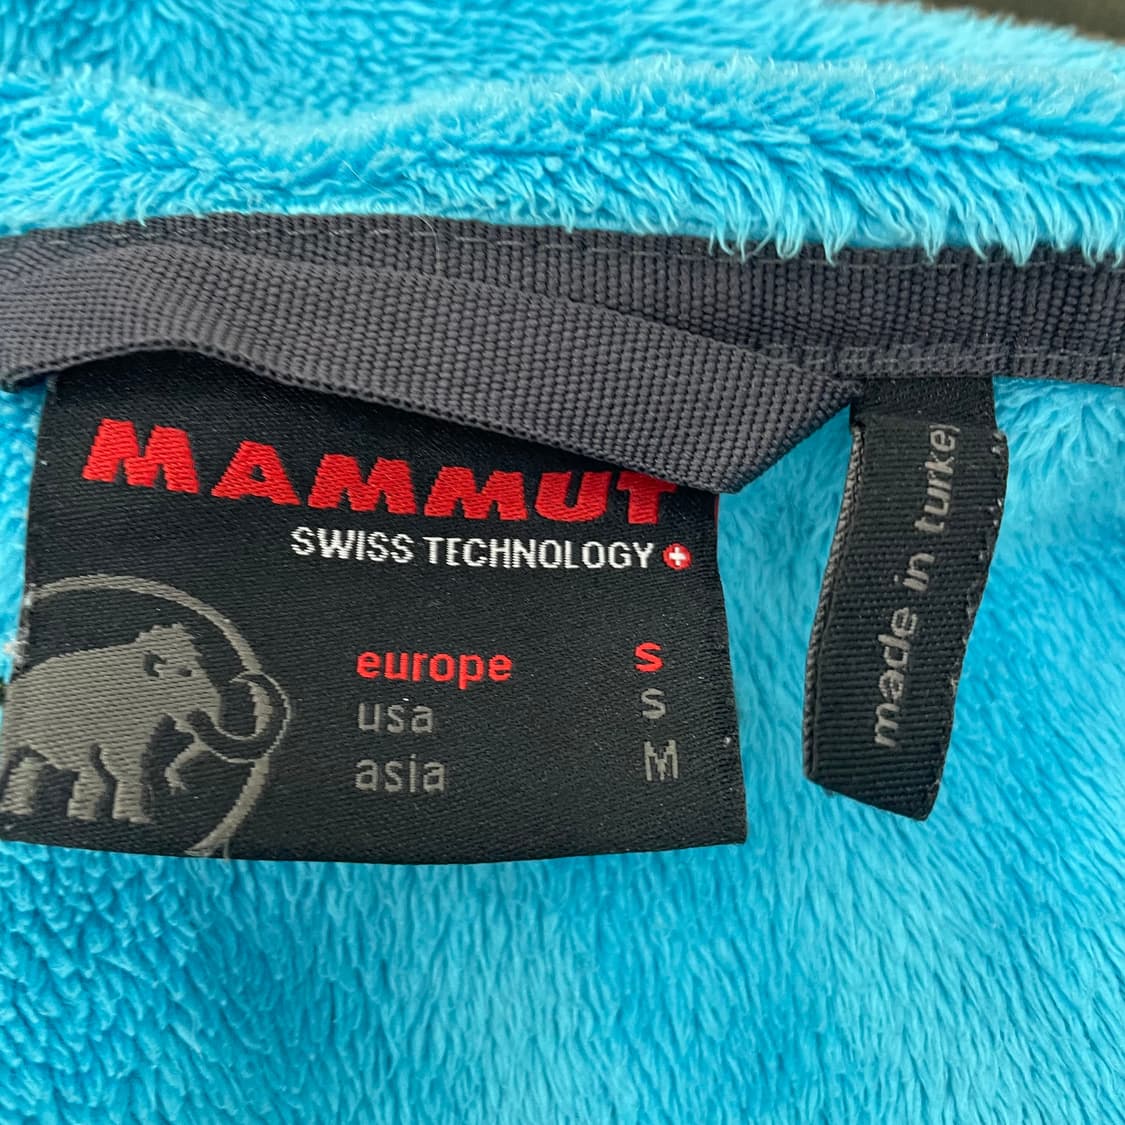 MAMMUT
SWISS TECHNOLOGY
europe S
usa S
asia M
made in turkey